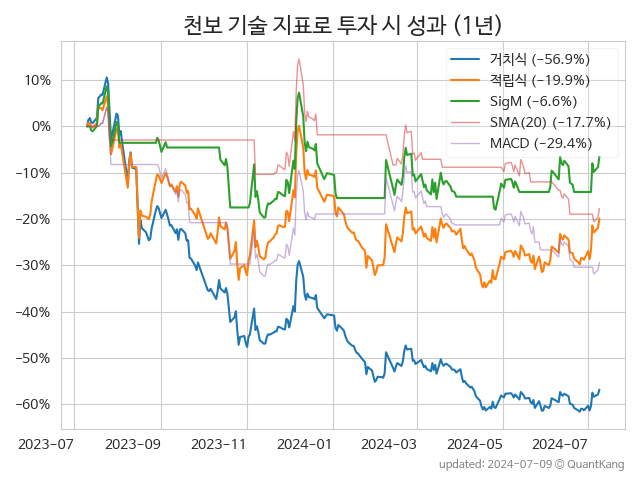 천보 기술 지표로 투자 시 성과 (1년)
거치식 (−56.9%)
적립식 (−19.9%)
SigM (−6.6%)
SMA(20) (−17.7%)
MACD (−29.4%)
10%
0%
−10%
−20%
−30%
−40%
−50%
−60%
2023-07
2023-09
2023-11
2024-01
2024-03
2024-05
2024-07
updated: 2024-07-09 ⓒ QuantKang